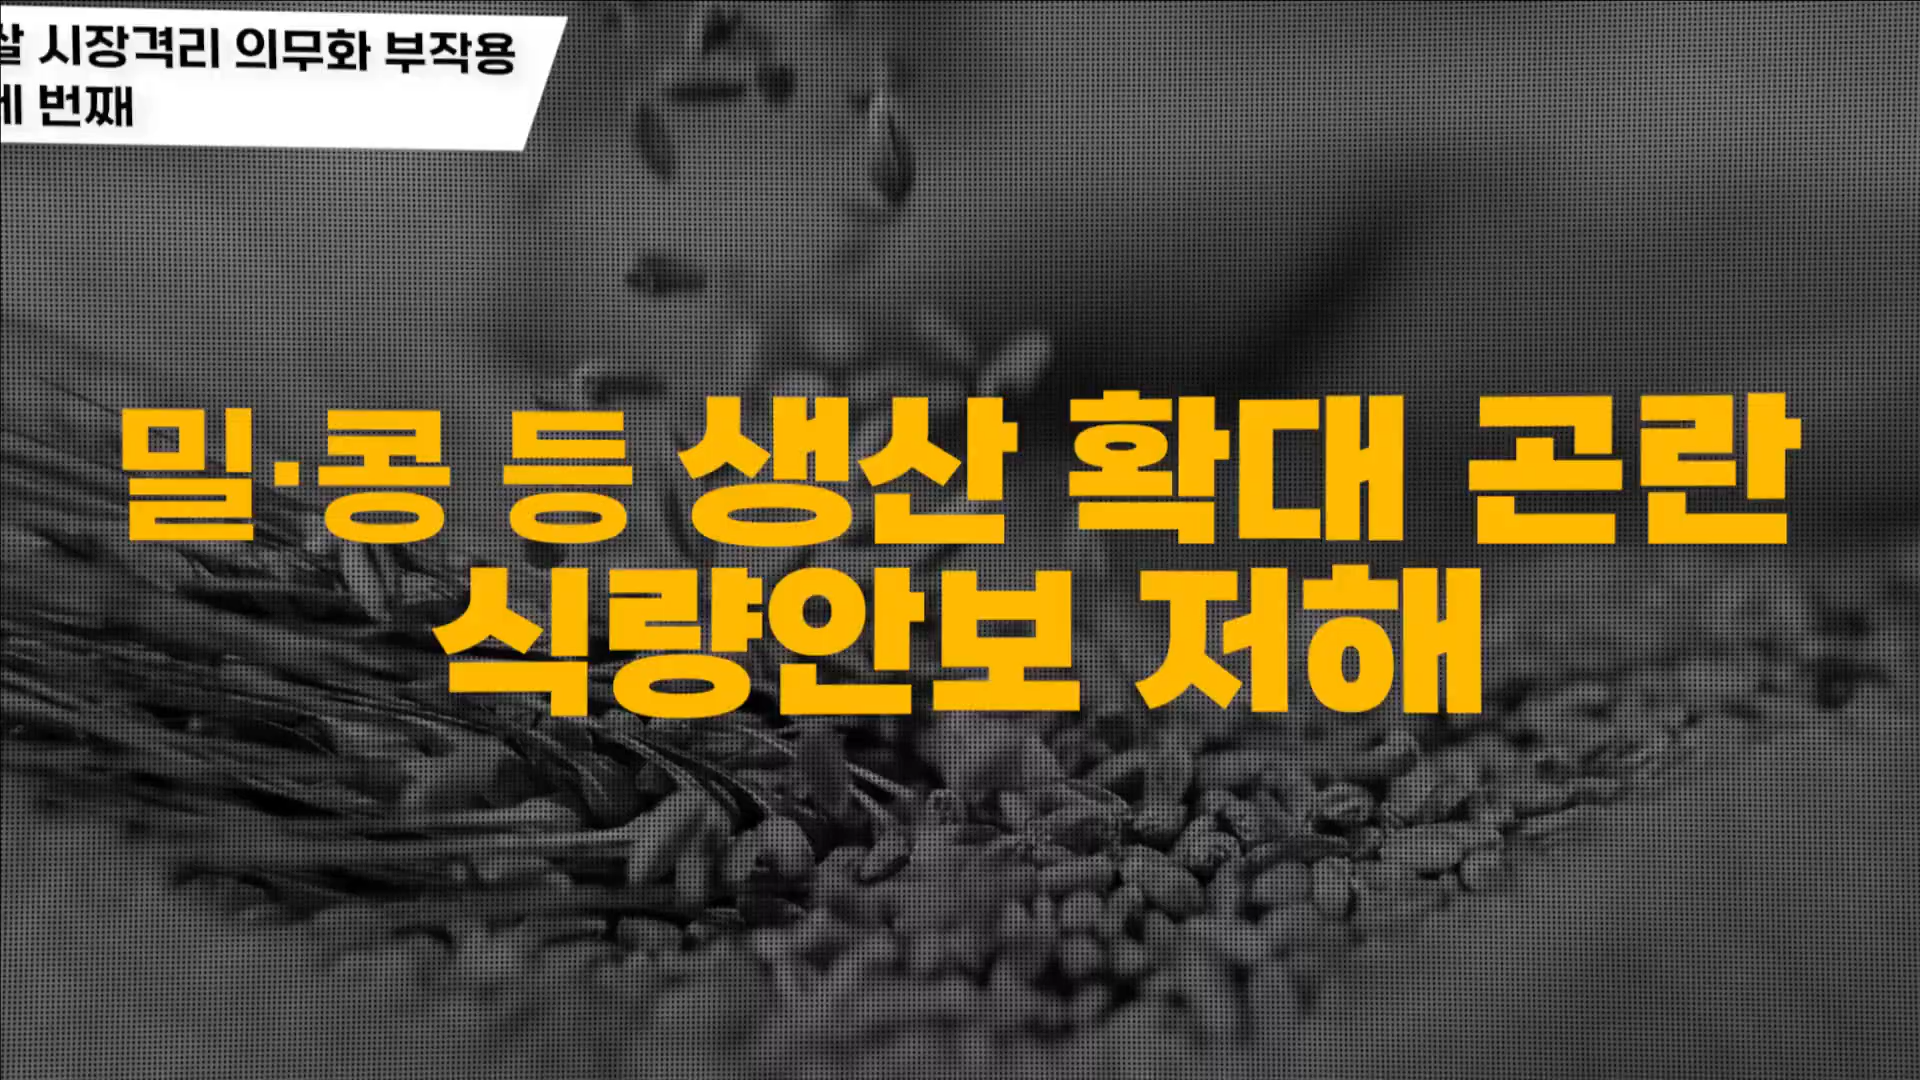 시장격리 의무화 부작용
번째
밀·콩 등 생산 확대 곤란
식량안보 저해